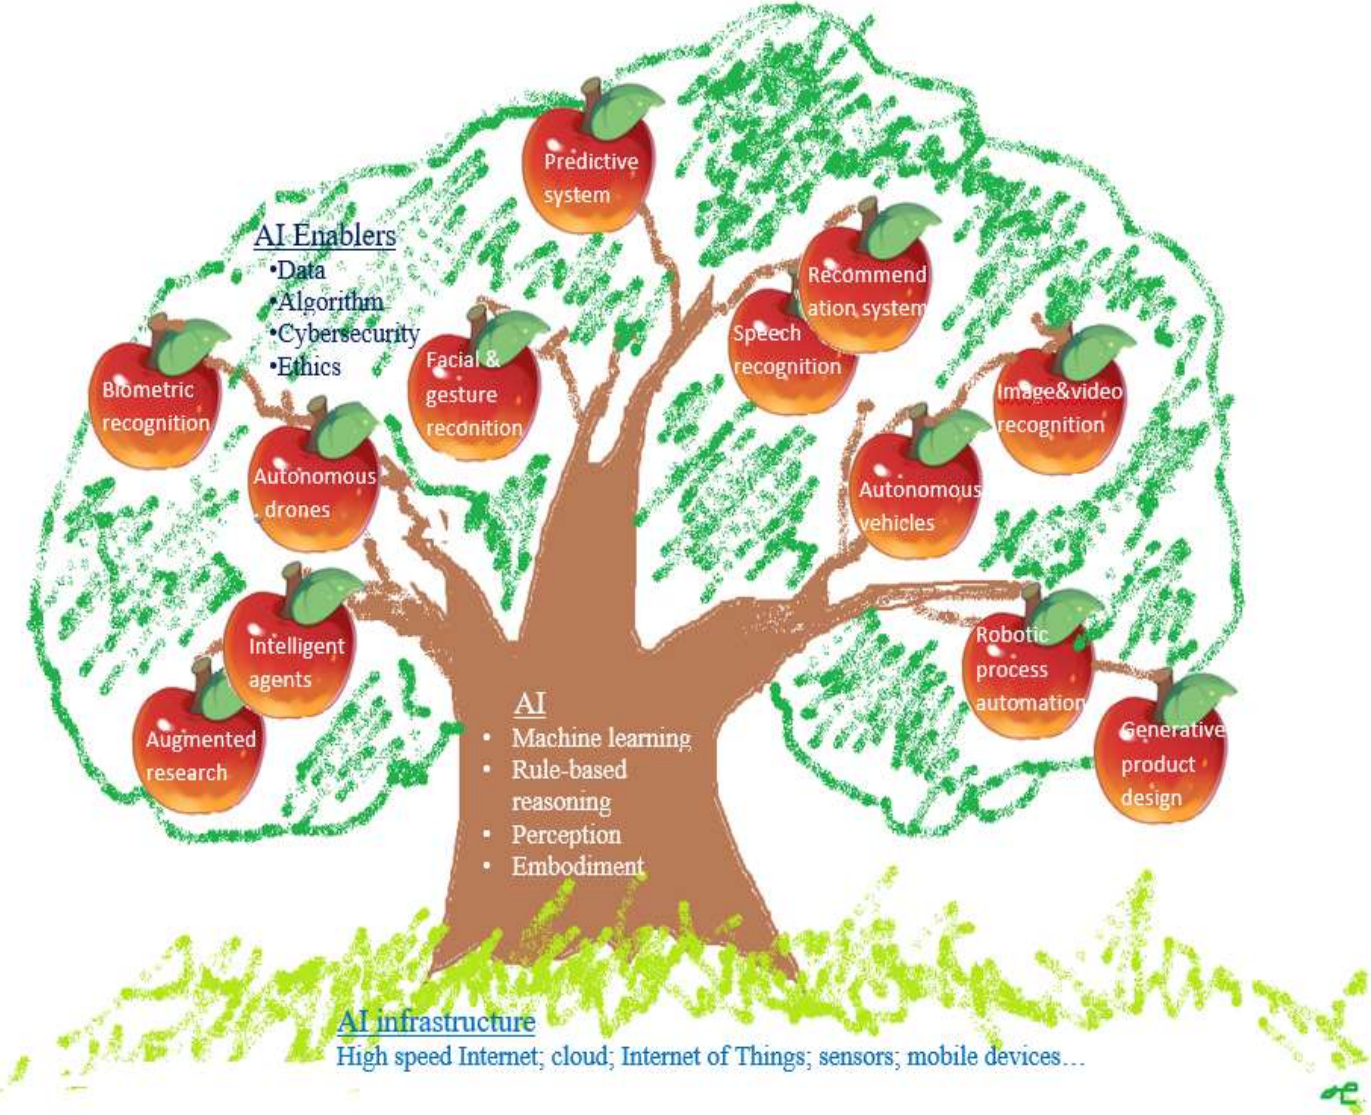 Predictive
system
AI Enablers
•Data
•Algorithm
•Cybersecurity
•Ethics
Recommend
ation system
Speech
recognition
Facial &
gesture
reconition
Biometric
recognition
Image&video
recognition
Autonomous
drones
Autonomous
vehicles
Intelligent
agents
Robotic
process
automation
Augmented
research
Generative
product
design
AI
• Machine learning
• Rule-based
reasoning
• Perception
• Embodiment
AI infrastructure
High speed Internet; cloud; Internet of Things; sensors; mobile devices…